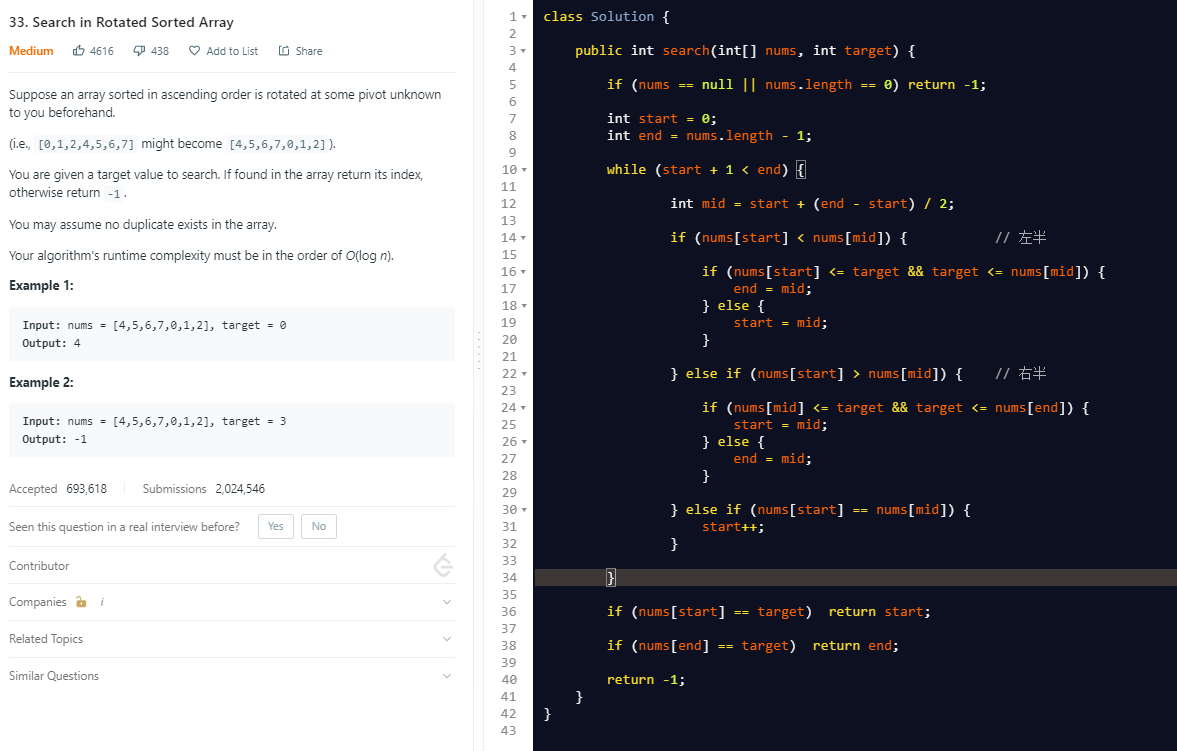 33. Search in Rotated Sorted Array
Medium 4616 438 Add to List Share
Suppose an array sorted in ascending order is rotated at some pivot unknown
to you beforehand.
(i.e., [0,1,2,4,5,6,7] might become [4,5,6,7,0,1,2] ).
You are given a target value to search. If found in the array return its index,
otherwise return -1 .
You may assume no duplicate exists in the array.
Your algorithm's runtime complexity must be in the order of O(log n).
Example 1:
Input: nums = [4,5,6,7,0,1,2], target = 0
Output: 4
Example 2:
Input: nums = [4,5,6,7,0,1,2], target = 3
Output: -1
Accepted 693,618 Submissions 2,024,546
Seen this question in a real interview before? Yes No
Contributor
Companies i
Related Topics
Similar Questions
1 class Solution {
2
3 public int search(int[] nums, int target) {
4
5 if (nums == null || nums.length == 0) return -1;
6
7 int start = 0;
8 int end = nums.length - 1;
9
10 while (start + 1 < end) {
11
12 int mid = start + (end - start) / 2;
13
14 if (nums[start] < nums[mid]) { // 左半
15
16 if (nums[start] <= target && target <= nums[mid]) {
17 end = mid;
18 } else {
19 start = mid;
20 }
21
22 } else if (nums[start] > nums[mid]) { // 右半
23
24 if (nums[mid] <= target && target <= nums[end]) {
25 start = mid;
26 } else {
27 end = mid;
28 }
29
30 } else if (nums[start] == nums[mid]) {
31 start++;
32 }
33
34 }
35
36 if (nums[start] == target) return start;
37
38 if (nums[end] == target) return end;
39
40 return -1;
41 }
42 }
43